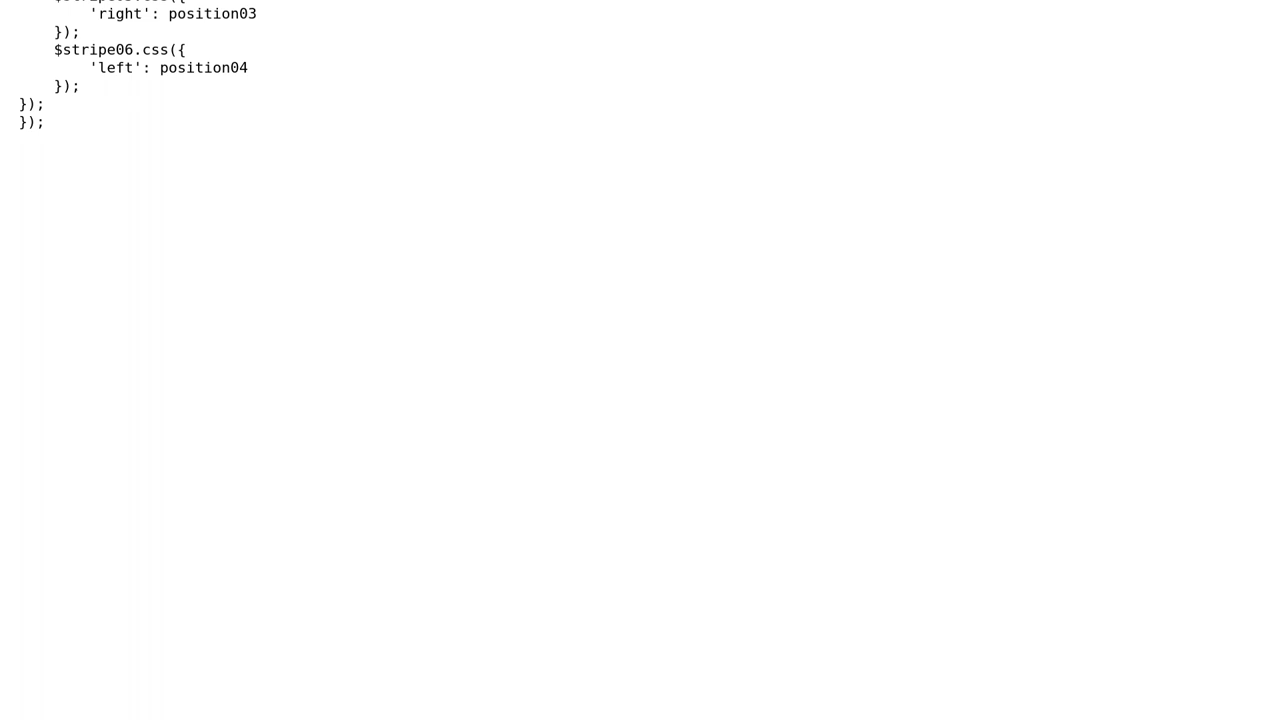 'right': position03
    });
    $stripe06.css({
        'left': position04
    });
});
});